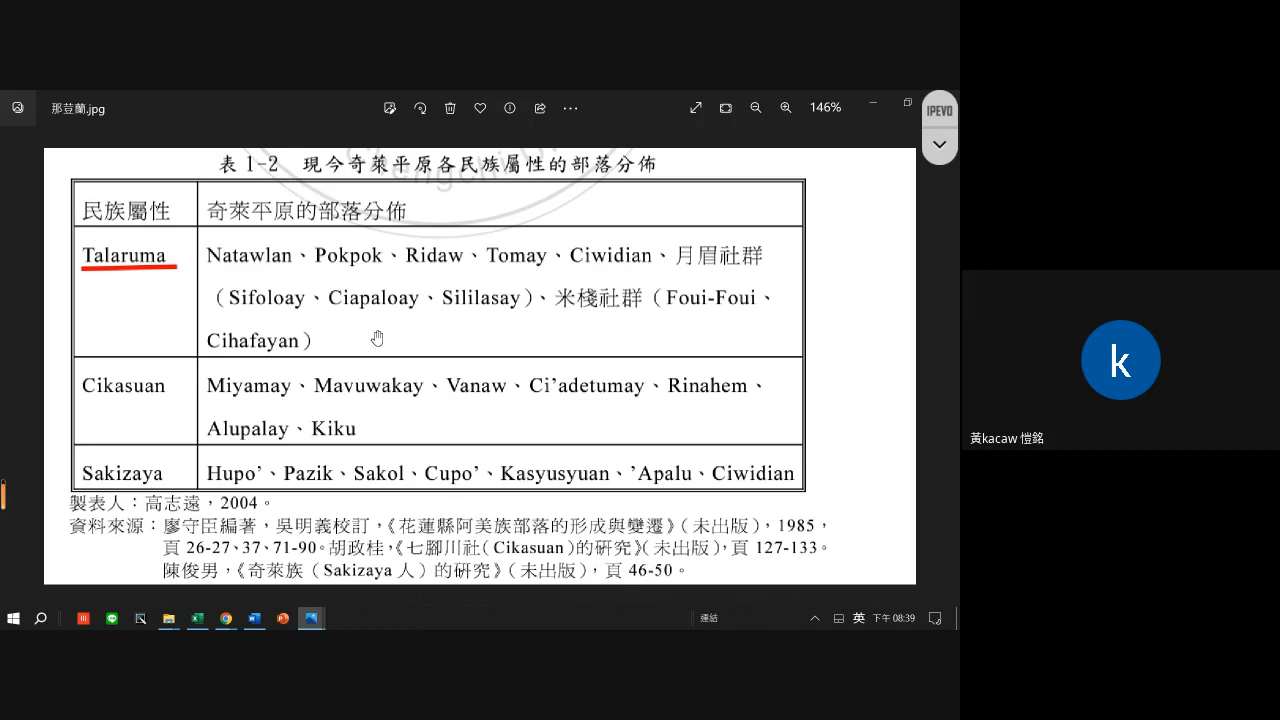 那荳蘭.jpg
146%
IPEVO
表 1-2 現今奇萊平原各民族屬性的部落分佈
Chengchi Un
民族屬性 奇萊平原的部落分佈
Talaruma Natawlan、Pokpok、Ridaw、Tomay、Ciwidian、月眉社群
（Sifoloay、Ciapaloay、Sililasay）、米棧社群（Foui-Foui、
Cihafayan）
Cikasuan Miyamay、Mavuwakay、Vanaw、Ci’adetumay、Rinahem、
Alupalay、Kiku
Sakizaya Hupo’、Pazik、Sakol、Cupo’、Kasyusyuan、’Apalu、Ciwidian
製表人：高志遠，2004。
資料來源：廖守臣編著，吳明義校訂，《花蓮縣阿美族部落的形成與變遷》（未出版），1985，
頁 26-27、37、71-90。胡政桂，《七腳川社（Cikasuan）的研究》（未出版），頁 127-133。
陳俊男，《奇萊族（Sakizaya 人）的研究》（未出版），頁 46-50。
k
黃kacaw 愷銘
連結
英
下午 08:39